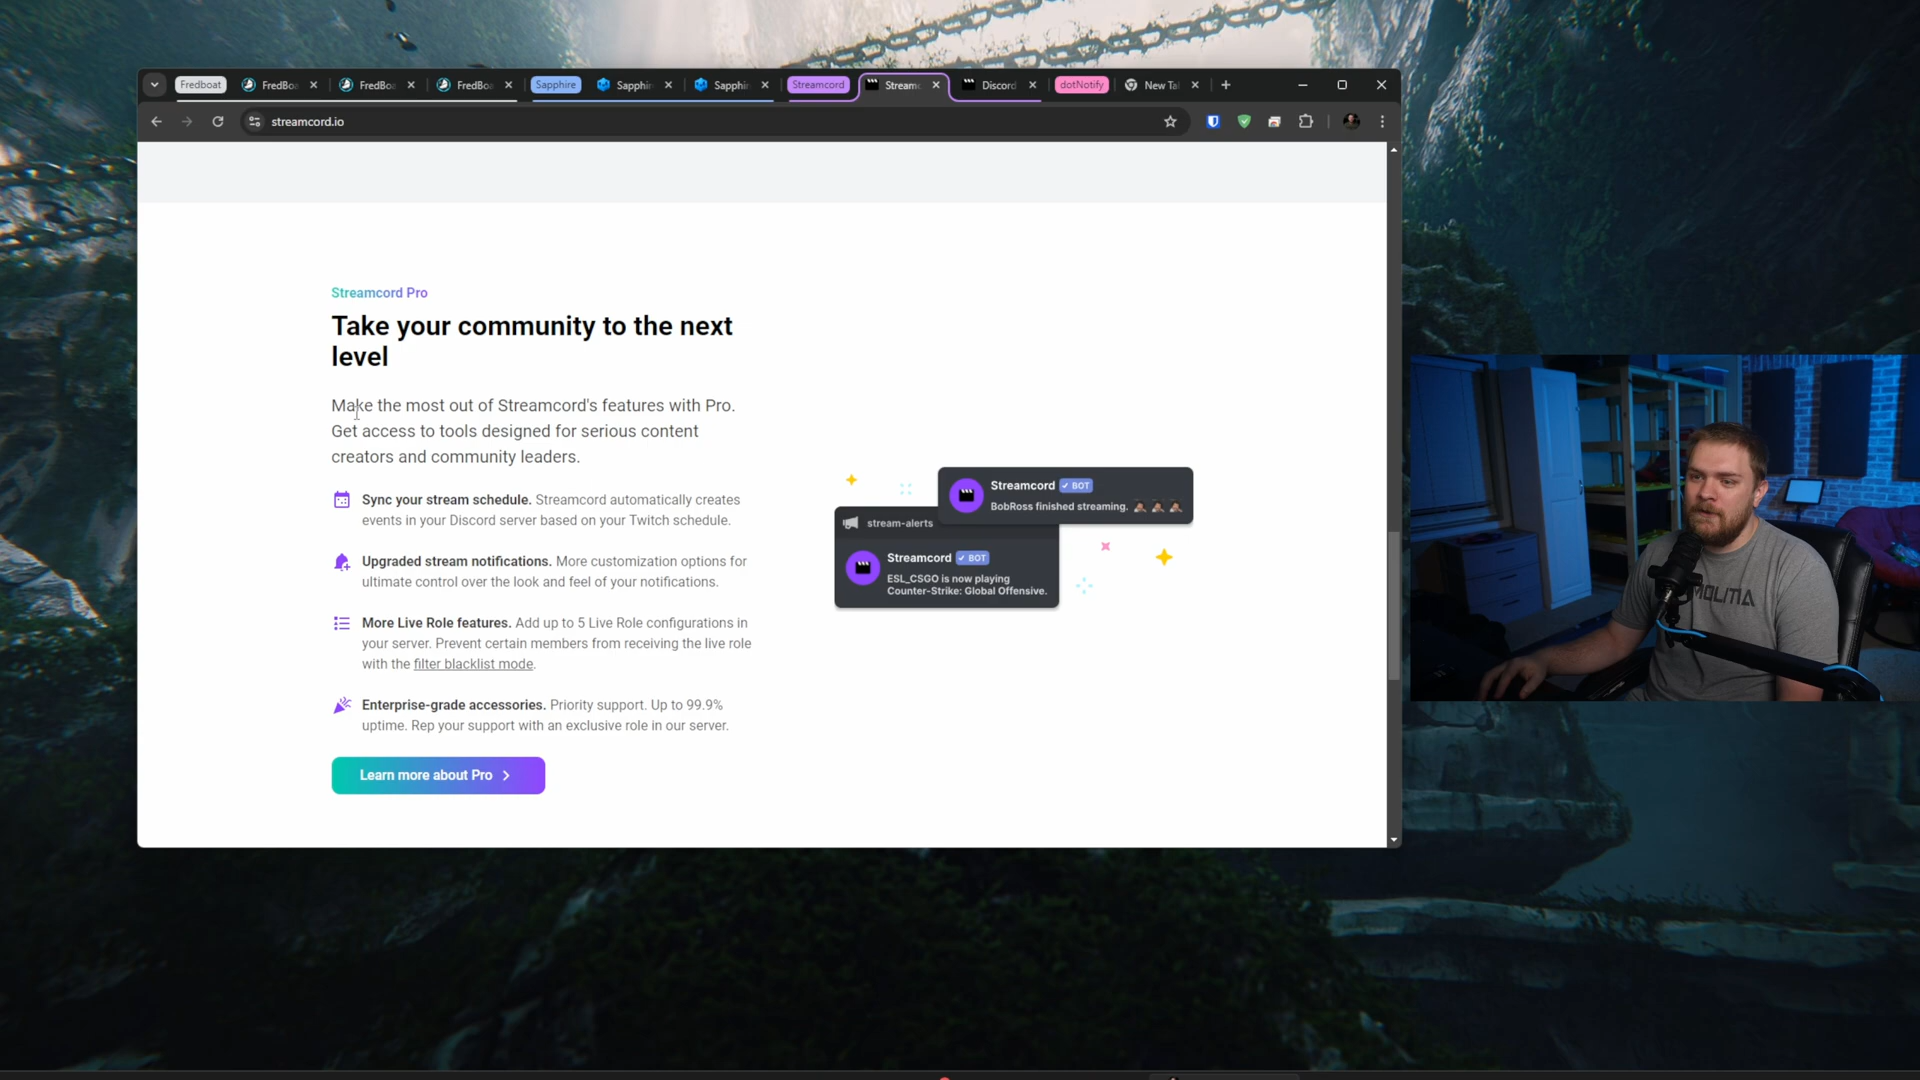 Fredboat FredBoa FredBoa FredBoa Sapphire Sapphir Sapphir Streamcord Streamc Discord dotNotify New Tal
streamcord.io
Streamcord Pro
Take your community to the next
level
Make the most out of Streamcord's features with Pro.
Get access to tools designed for serious content
creators and community leaders.
Sync your stream schedule. Streamcord automatically creates
events in your Discord server based on your Twitch schedule.
Upgraded stream notifications. More customization options for
ultimate control over the look and feel of your notifications.
More Live Role features. Add up to 5 Live Role configurations in
your server. Prevent certain members from receiving the live role
with the filter blacklist mode.
Enterprise-grade accessories. Priority support. Up to 99.9%
uptime. Rep your support with an exclusive role in our server.
Learn more about Pro
Streamcord BOT
BobRoss finished streaming.
stream-alerts
Streamcord BOT
ESL_CSGO is now playing
Counter-Strike: Global Offensive.